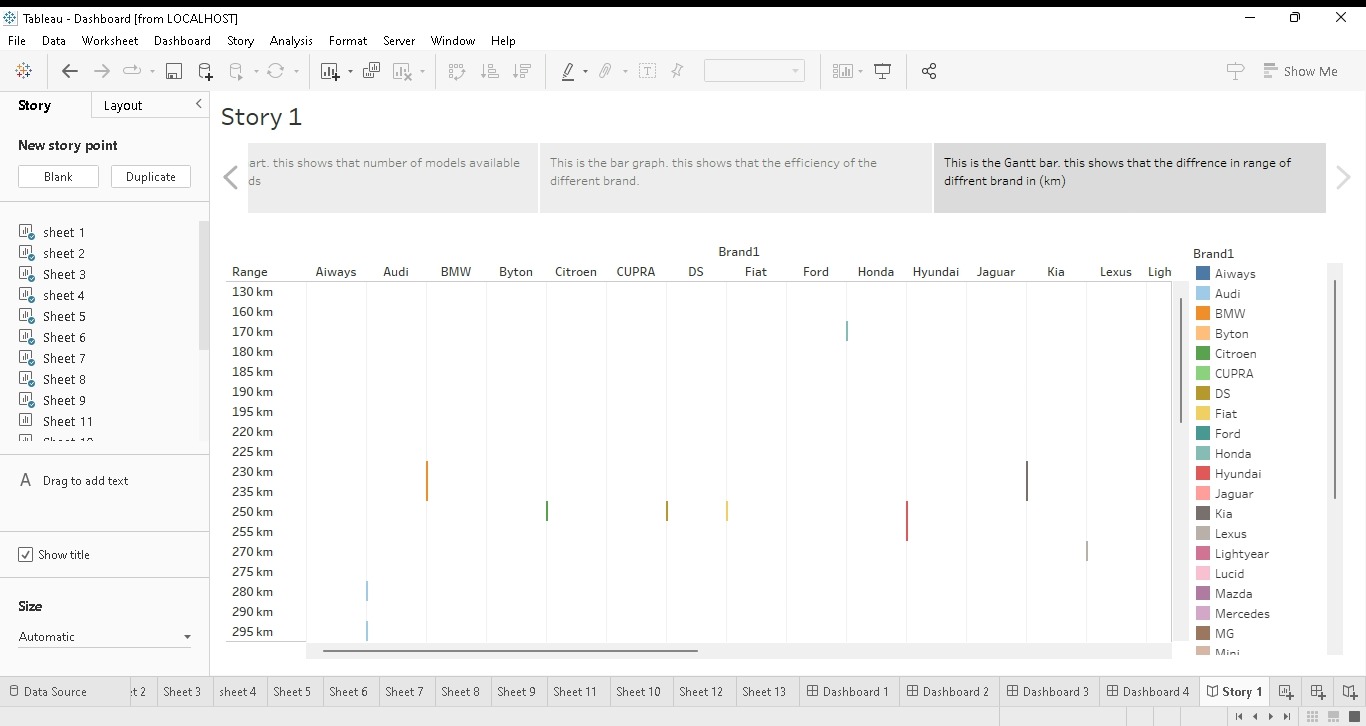 Tableau - Dashboard [from LOCALHOST]
File Data Worksheet Dashboard Story Analysis Format Server Window Help
Show Me
Story Layout
New story point
Blank Duplicate
sheet 1
sheet 2
Sheet 3
sheet 4
Sheet 5
Sheet 6
Sheet 7
Sheet 8
Sheet 9
Sheet 11
A Drag to add text
Show title
Size
Automatic
Story 1
art. this shows that number of models available
ds
This is the bar graph. this shows that the efficiency of the
different brand.
This is the Gantt bar. this shows that the diffrence in range of
diffrent brand in (km)
Brand1
Range Aiways Audi BMW Byton Citroen CUPRA DS Fiat Ford Honda Hyundai Jaguar Kia Lexus Ligh
130 km
160 km
170 km
180 km
185 km
190 km
195 km
220 km
225 km
230 km
235 km
250 km
255 km
270 km
275 km
280 km
290 km
295 km
Brand1
Aiways
Audi
BMW
Byton
Citroen
CUPRA
DS
Fiat
Ford
Honda
Hyundai
Jaguar
Kia
Lexus
Lightyear
Lucid
Mazda
Mercedes
MG
Mini
Data Source t 2 Sheet 3 sheet 4 Sheet 5 Sheet 6 Sheet 7 Sheet 8 Sheet 9 Sheet 11 Sheet 10 Sheet 12 Sheet 13 Dashboard 1 Dashboard 2 Dashboard 3 Dashboard 4 Story 1